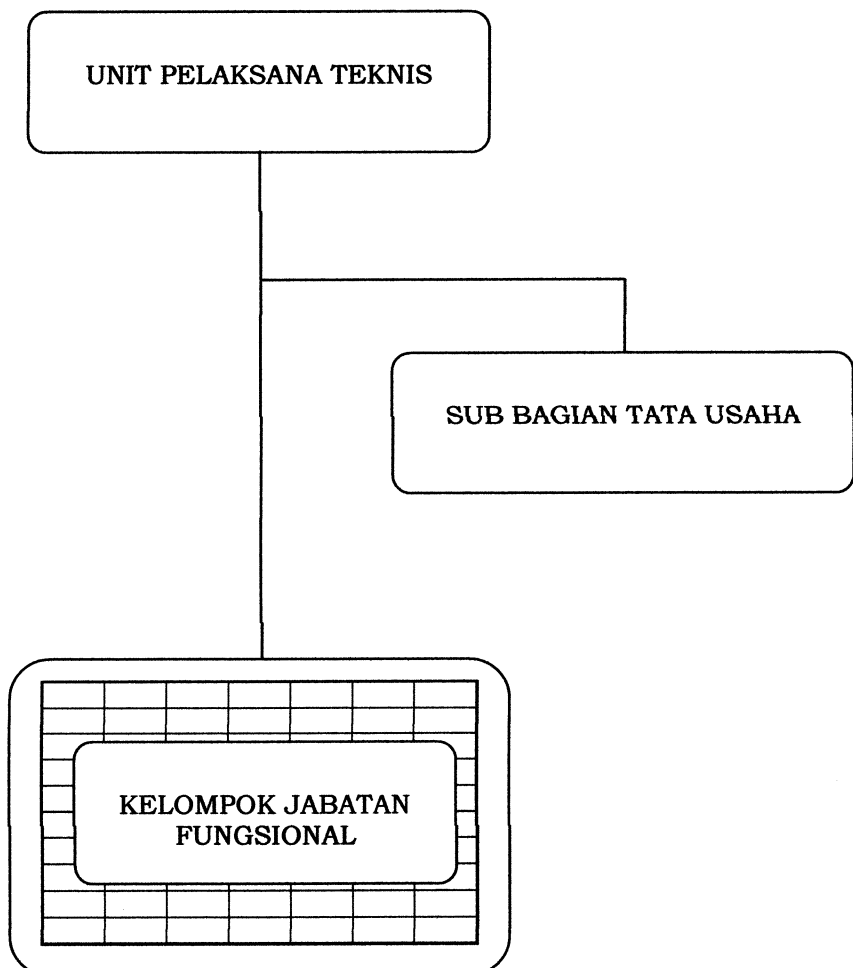 UNIT PELAKSANA TEKNIS
SUB BAGIAN TATA USAHA
KELOMPOK JABATAN
FUNGSIONAL